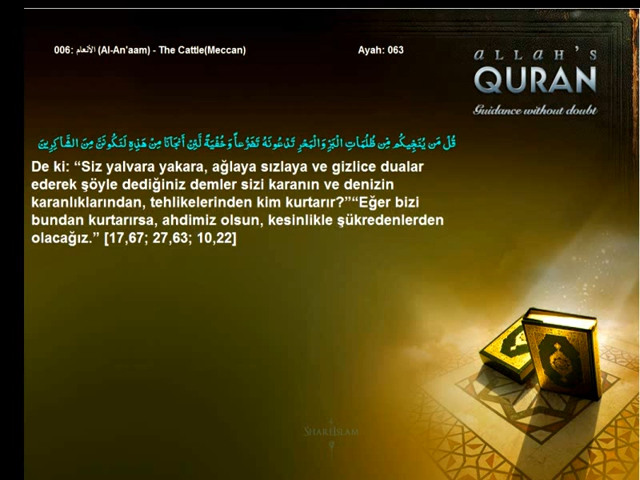 006: الأنعام (Al-An'aam) - The Cattle(Meccan) Ayah: 063
ALLAH'S
QURAN
Guidance without doubt
قُلْ مَن يُنَجِّيكُم مِّن ظُلُمَاتِ الْبَرِّ وَالْبَحْرِ تَدْعُونَهُ تَضَرُّعاً وَخُفْيَةً لَّئِنْ أَنجَانَا مِنْ هَذِهِ لَنَكُونَنَّ مِنَ الشَّاكِرِينَ
De ki: “Siz yalvara yakara, ağlaya sızlaya ve gizlice dualar
ederek şöyle dediğiniz demler sizi karanın ve denizin
karanlıklarından, tehlikelerinden kim kurtarır?”“Eğer bizi
bundan kurtarırsa, ahdimiz olsun, kesinlikle şükredenlerden
olacağız.” [17,67; 27,63; 10,22]
SHAREISLAM